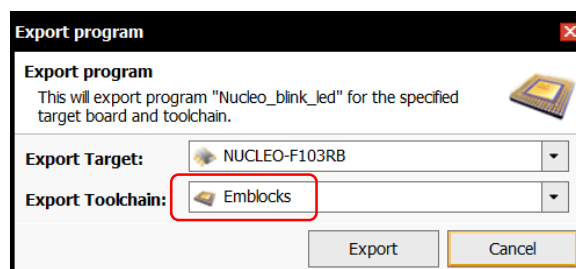 Export program
Export program
This will export program "Nucleo_blink_led" for the specified
target board and toolchain.
Export Target: NUCLEO-F103RB
Export Toolchain: Emblocks
Export Cancel